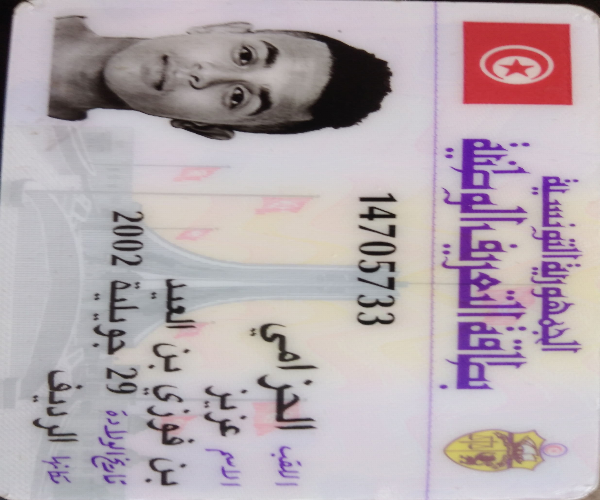 الجمهورية التونسية
بطاقة التعريف الوطنية
14705733
اللقب الحزامي
الاسم عزيز
بن فوزي بن العيد
تاريخ الولادة 29 جويلية 2002
مكانها الرديف